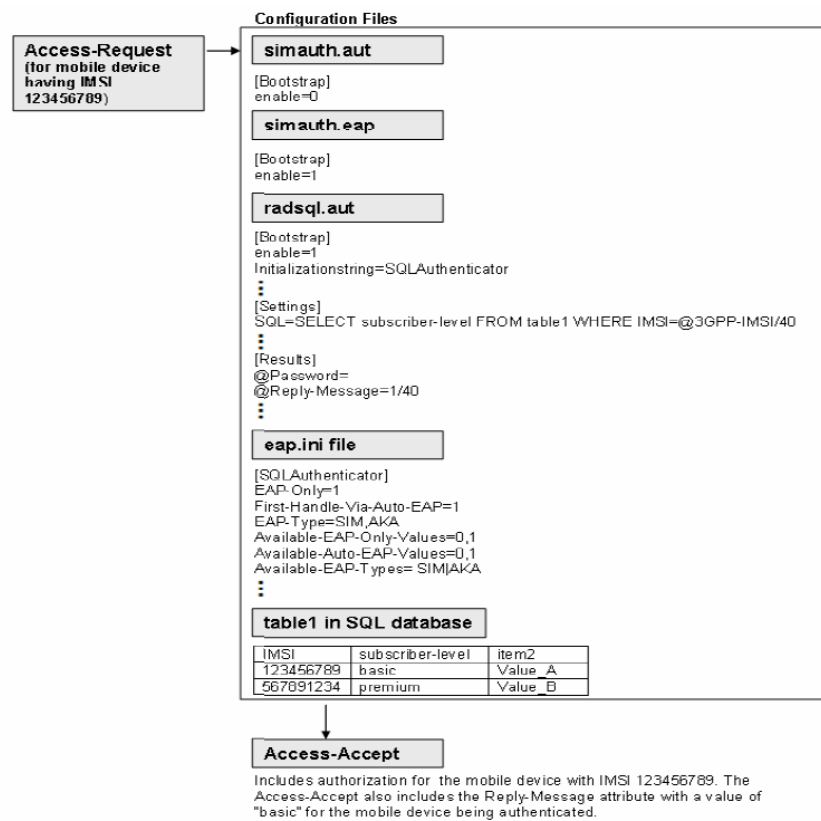 Configuration Files
Access-Request
(for mobile device
having IMSI
123456789)
simauth.aut
[Bootstrap]
enable=0
simauth.eap
[Bootstrap]
enable=1
radsql.aut
[Bootstrap]
enable=1
Initializationstring=SQLAuthenticator
[Settings]
SQL=SELECT subscriber-level FROM table1 WHERE IMSI=@3GPP-IMSI/40
[Results]
@Password=
@Reply-Message=1/40
eap.ini file
[SQLAuthenticator]
EAP-Only=1
First-Handle-Via-Auto-EAP=1
EAP-Type=SIM,AKA
Available-EAP-Only-Values=0,1
Available-Auto-EAP-Values=0,1
Available-EAP-Types= SIM|AKA
table1 in SQL database
IMSI subscriber-level item2
123456789 basic Value_A
567891234 premium Value_B
Access-Accept
Includes authorization for the mobile device with IMSI 123456789. The
Access-Accept also includes the Reply-Message attribute with a value of
"basic" for the mobile device being authenticated.